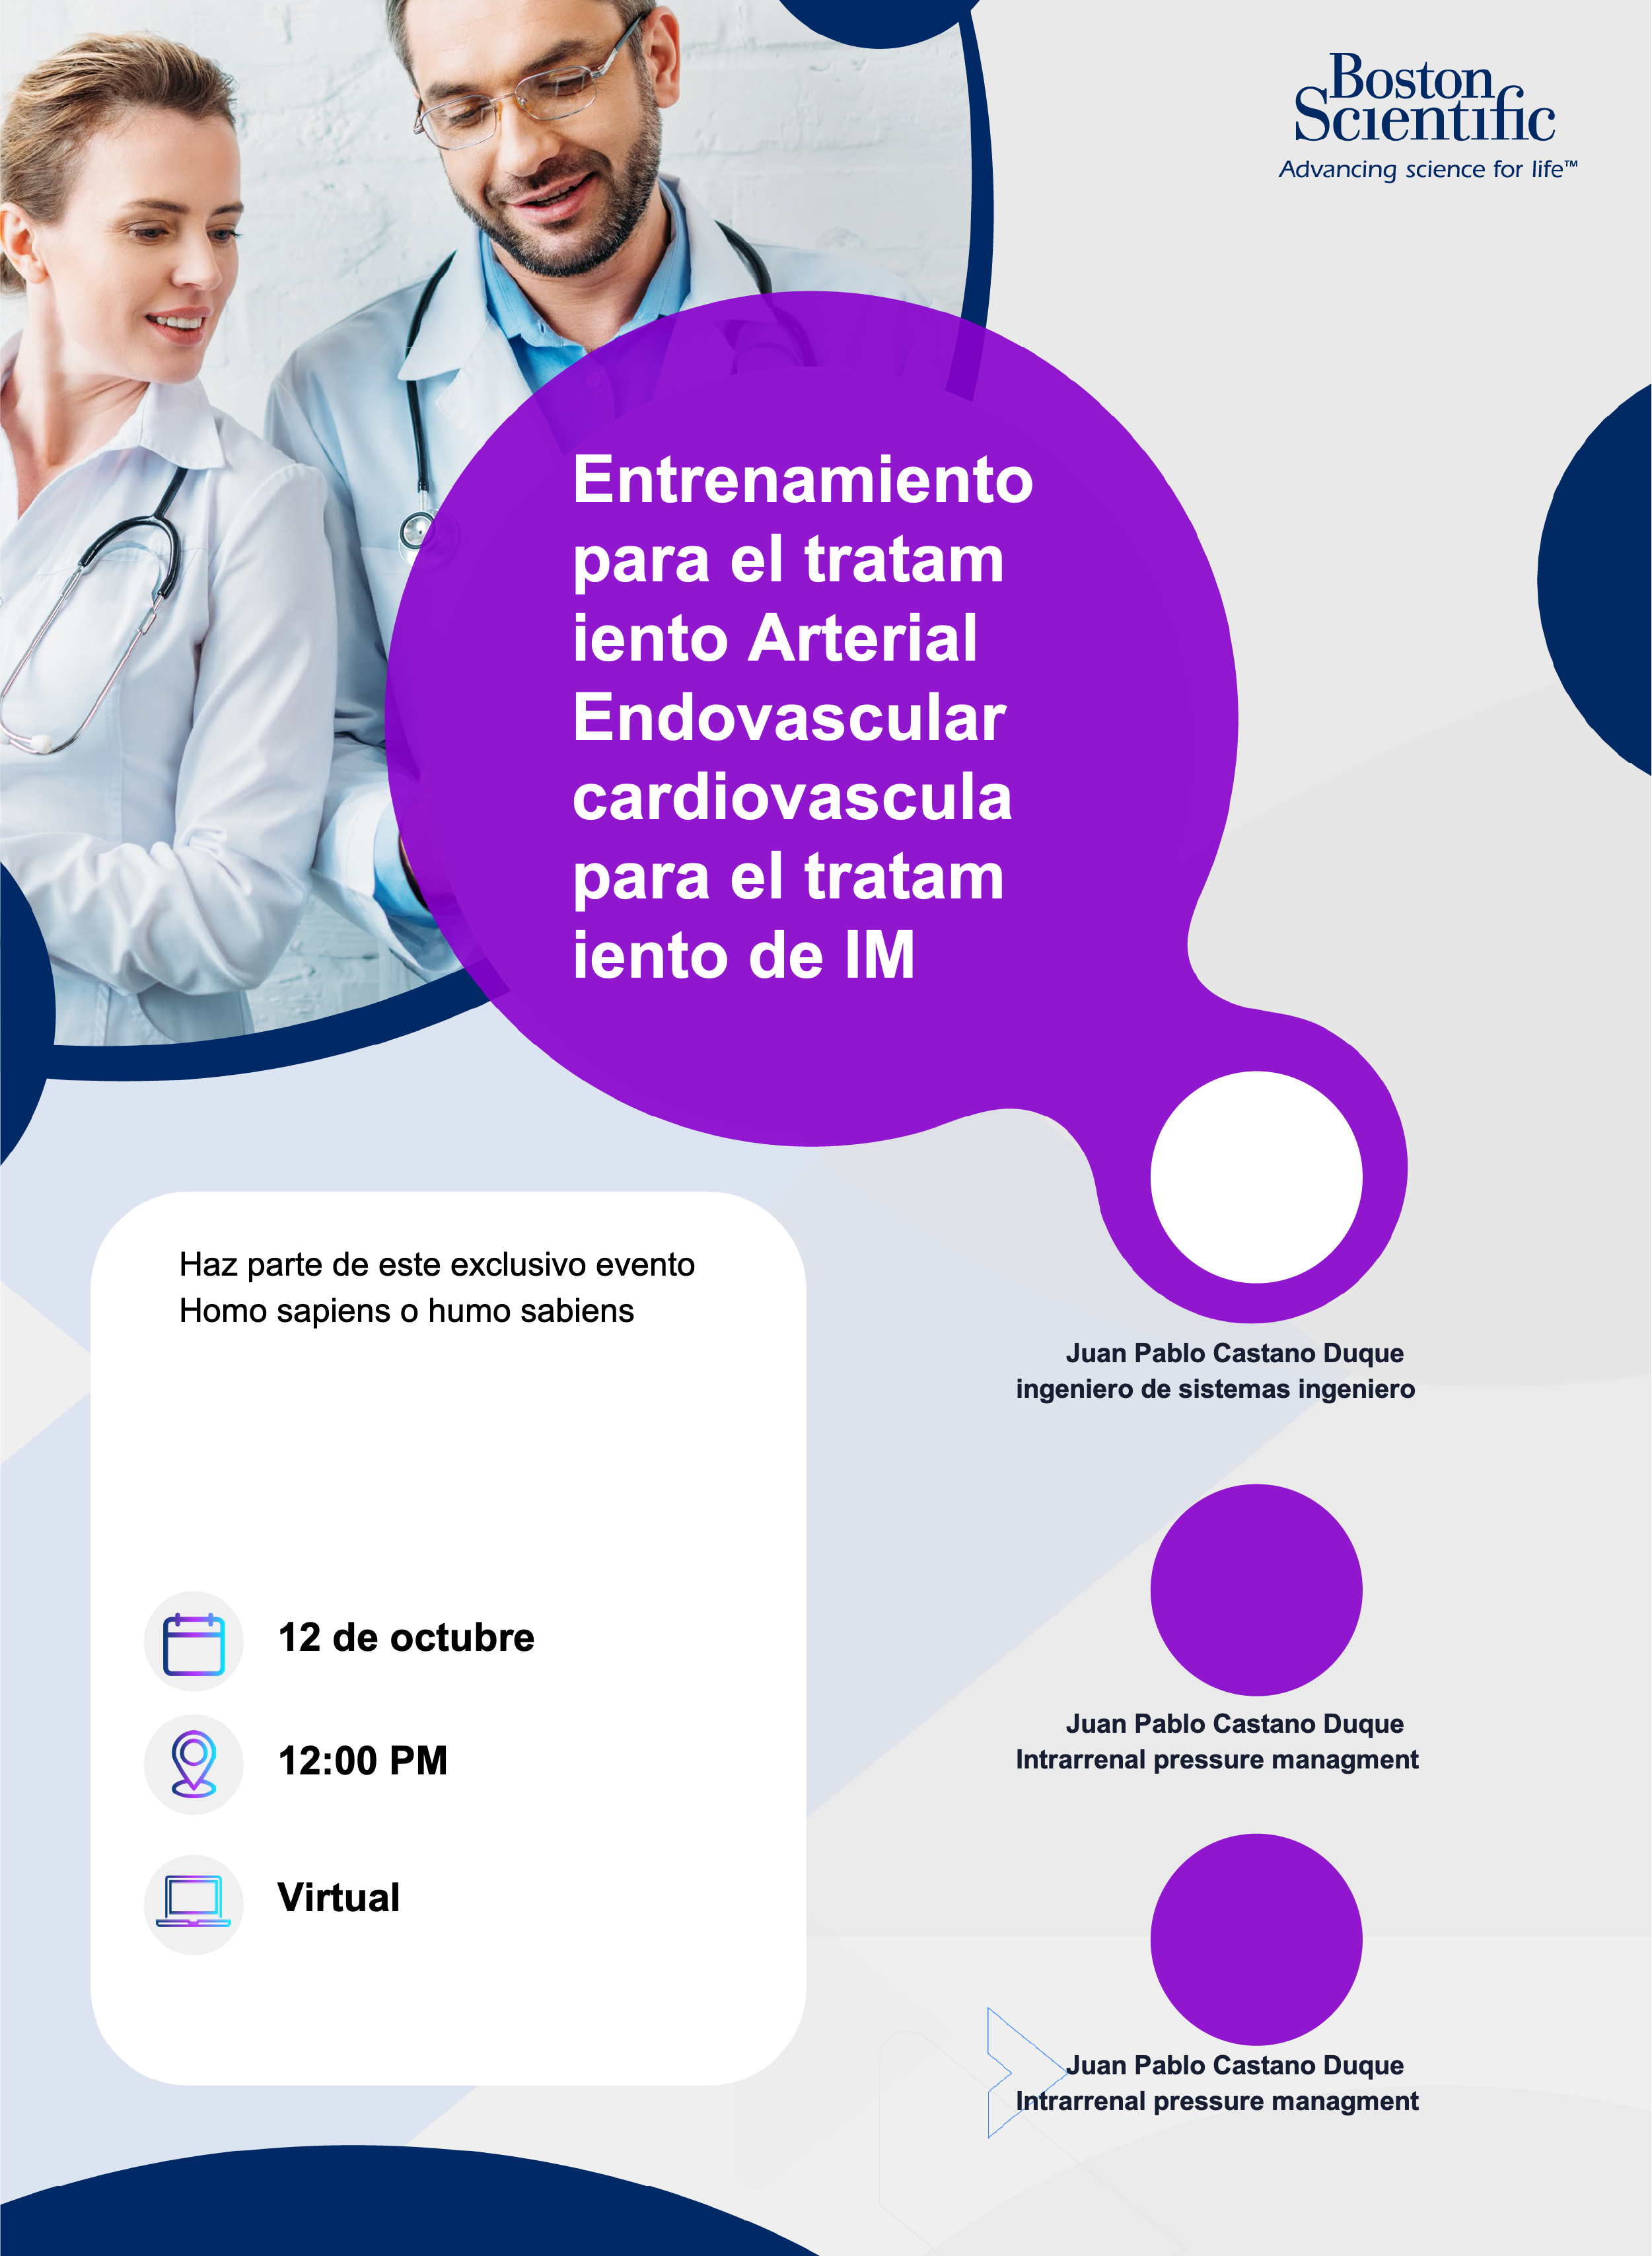 Boston
Scientific
Advancing science for life™
Entrenamiento
para el tratam
iento Arterial
Endovascular
cardiovascula
para el tratam
iento de IM
Haz parte de este exclusivo evento
Homo sapiens o humo sabiens
12 de octubre
12:00 PM
Virtual
Juan Pablo Castano Duque
ingeniero de sistemas ingeniero
Juan Pablo Castano Duque
Intrarrenal pressure managment
Juan Pablo Castano Duque
Intrarrenal pressure managment